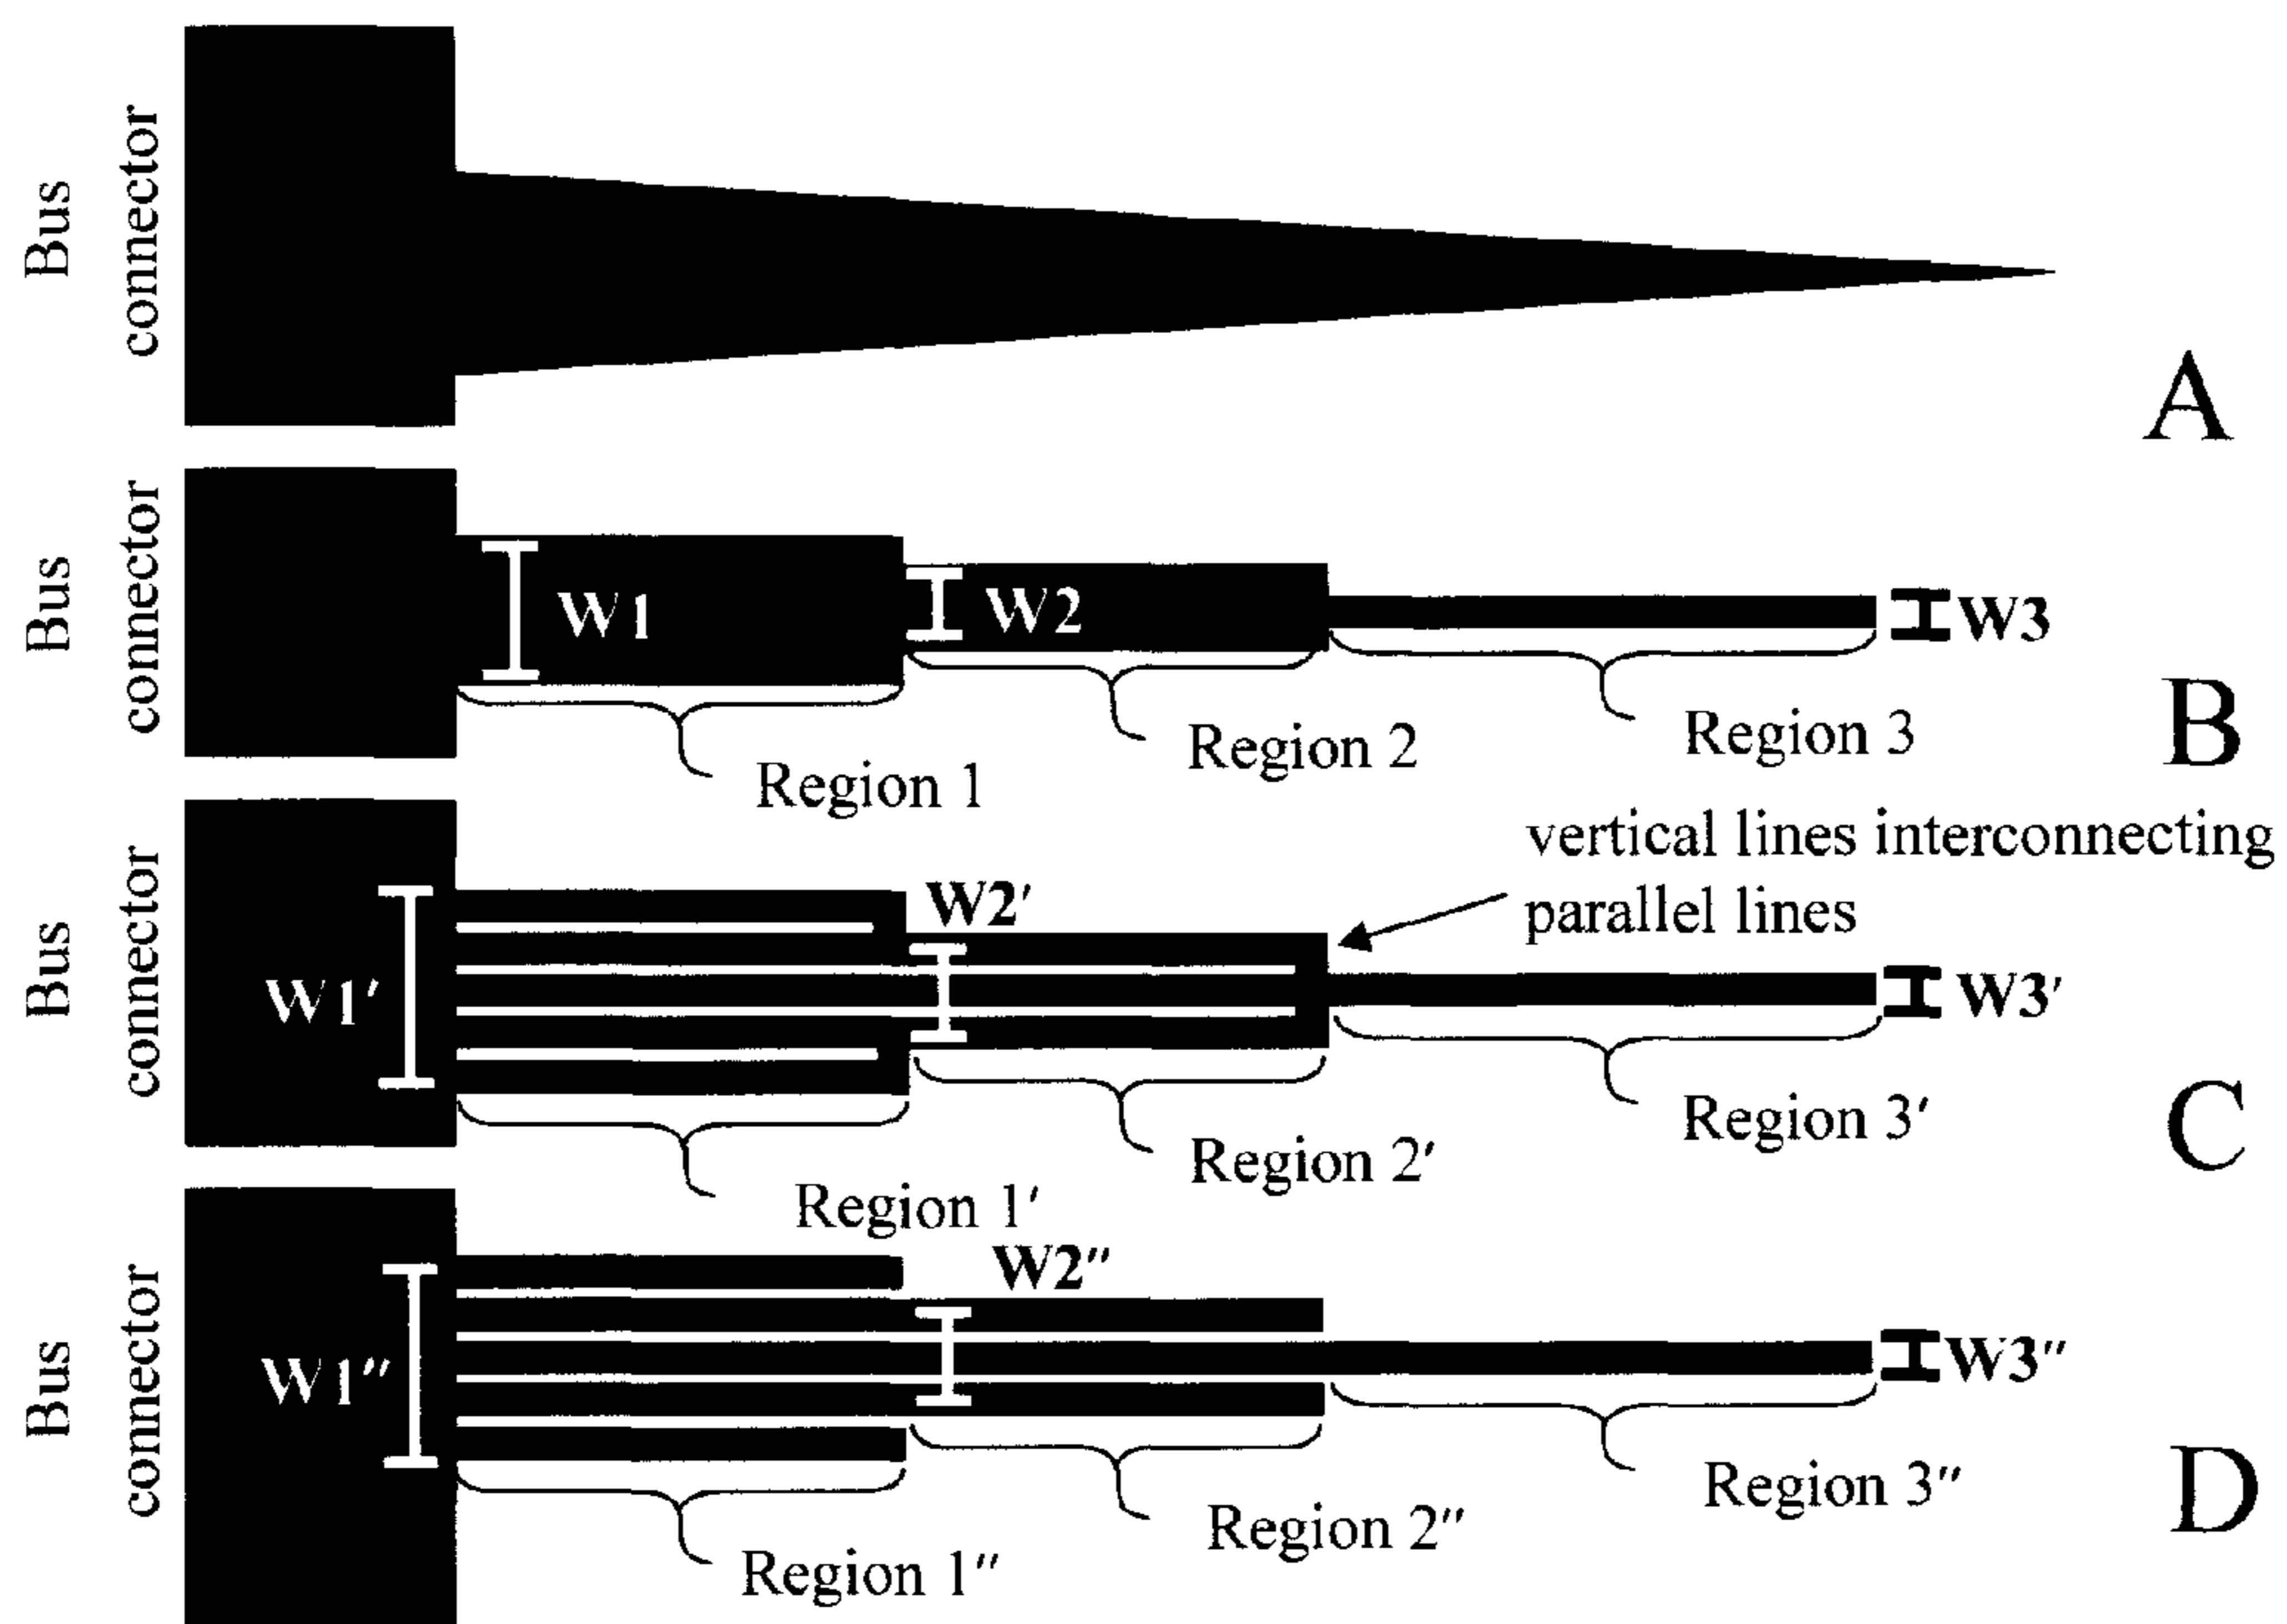 Bus
connector
A
Bus
connector
W1
W2
W3
Region 1
Region 2
Region 3
B
vertical lines interconnecting
parallel lines
Bus
connector
W1′
W2′
W3′
Region 1′
Region 2′
Region 3′
C
Bus
connector
W1″
W2″
W3″
Region 1″
Region 2″
Region 3″
D